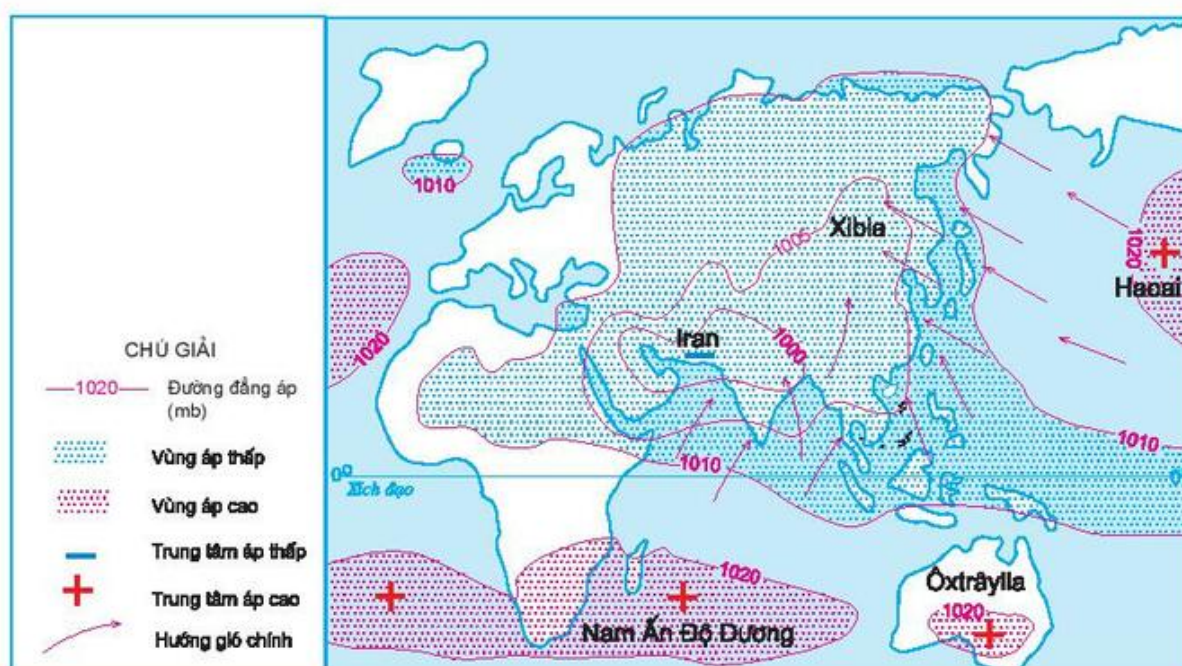 CHÚ GIẢI
1020 Đường đẳng áp
(mb)
Vùng áp thấp
Vùng áp cao
Trung tâm áp thấp
Trung tâm áp cao
Hướng gió chính
1010
1005
Xibia
1020
Haoai
1020
Iran
1000
1010
1010
0°
Xích đạo
0
1020
Nam Ấn Độ Dương
Ôxtrâylia
1020